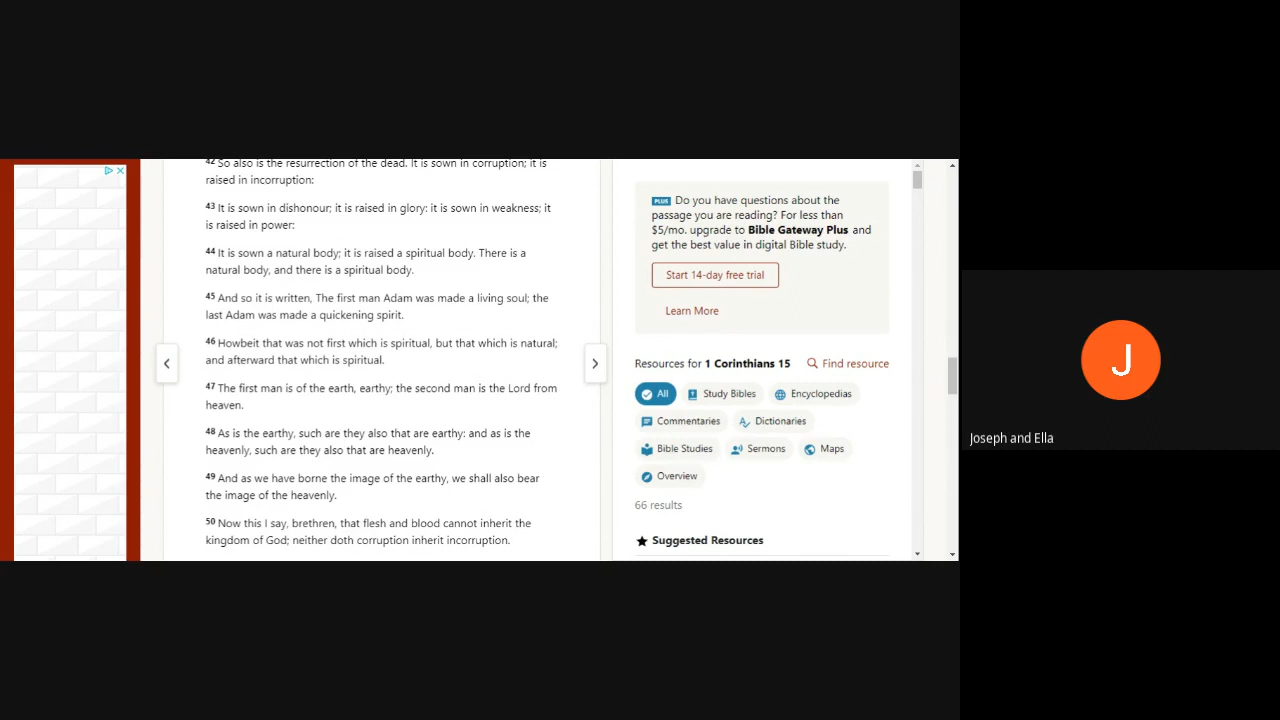 42 So also is the resurrection of the dead. It is sown in corruption; it is
raised in incorruption:
43 It is sown in dishonour; it is raised in glory: it is sown in weakness; it
is raised in power:
44 It is sown a natural body; it is raised a spiritual body. There is a
natural body, and there is a spiritual body.
45 And so it is written, The first man Adam was made a living soul; the
last Adam was made a quickening spirit.
46 Howbeit that was not first which is spiritual, but that which is natural;
and afterward that which is spiritual.
47 The first man is of the earth, earthy; the second man is the Lord from
heaven.
48 As is the earthy, such are they also that are earthy: and as is the
heavenly, such are they also that are heavenly.
49 And as we have borne the image of the earthy, we shall also bear
the image of the heavenly.
50 Now this I say, brethren, that flesh and blood cannot inherit the
kingdom of God; neither doth corruption inherit incorruption.
PLUS Do you have questions about the
passage you are reading? For less than
$5/mo. upgrade to Bible Gateway Plus and
get the best value in digital Bible study.
Start 14-day free trial
Learn More
Resources for 1 Corinthians 15 Find resource
All Study Bibles Encyclopedias
Commentaries Dictionaries
Bible Studies Sermons Maps
Overview
66 results
Suggested Resources
J
Joseph and Ella